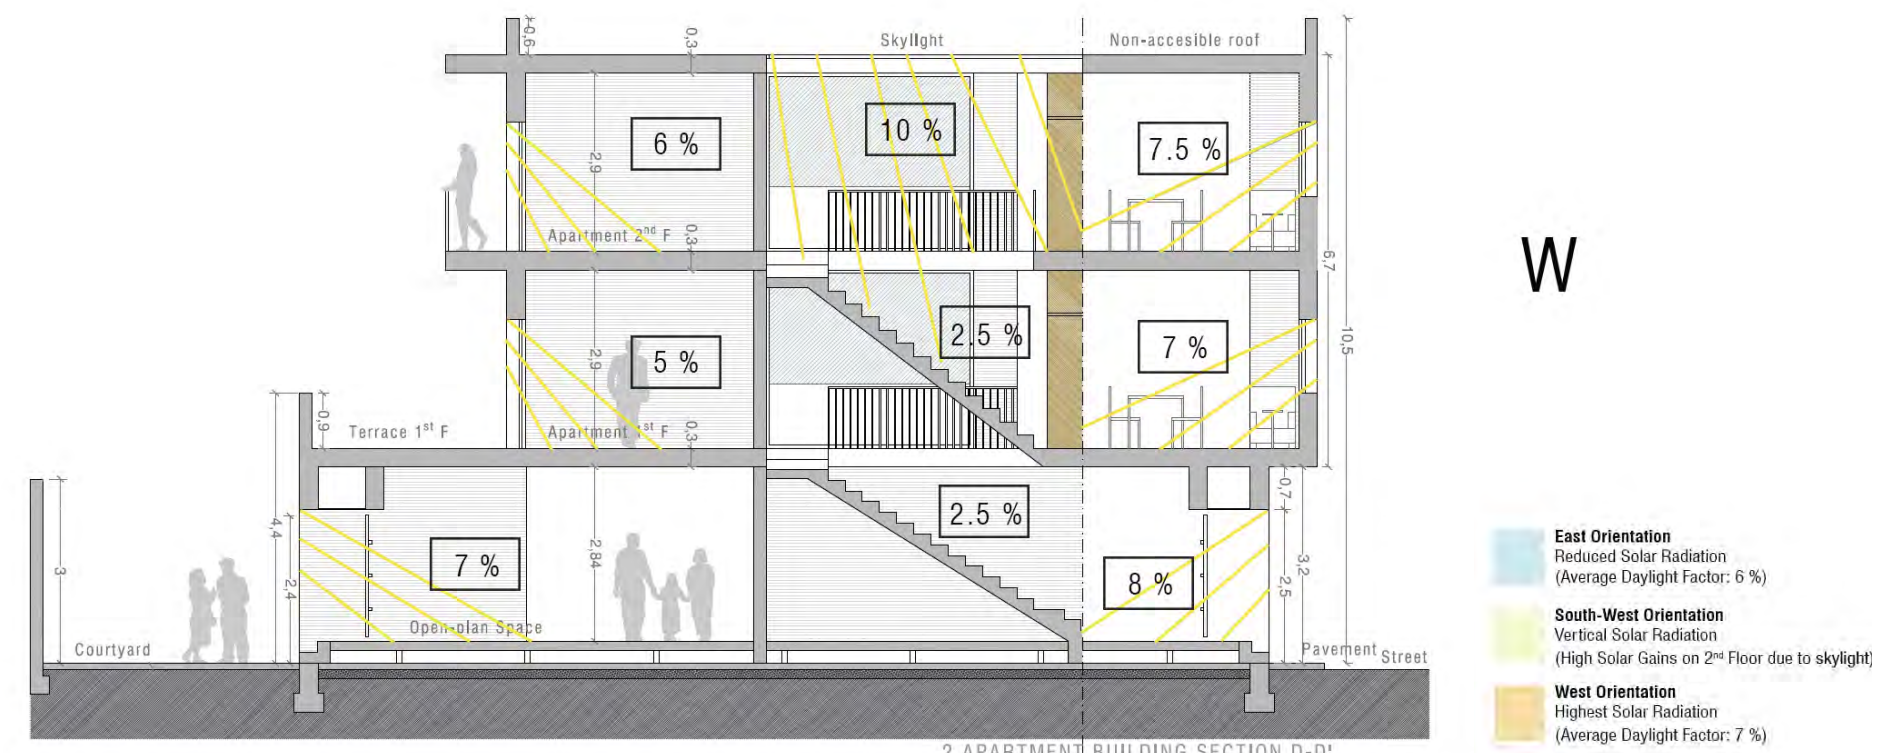 0,6
0,3
Skylight
Non-accesible roof
6 %
10 %
7.5 %
2,9
Apartment 2nd F
0,3
6,7
W
10,5
5 %
2.5 %
7 %
2,9
0,9
Terrace 1st F
Apartment 1st F
0,3
0,7
4,4
3
2,4
7 %
2,84
2.5 %
8 %
2,5
3,2
Open-plan Space
Courtyard
Pavement
Street
East Orientation
Reduced Solar Radiation
(Average Daylight Factor: 6 %)
South-West Orientation
Vertical Solar Radiation
(High Solar Gains on 2nd Floor due to skylight)
West Orientation
Highest Solar Radiation
(Average Daylight Factor: 7 %)
2 APARTMENT BUILDING SECTION D-D'